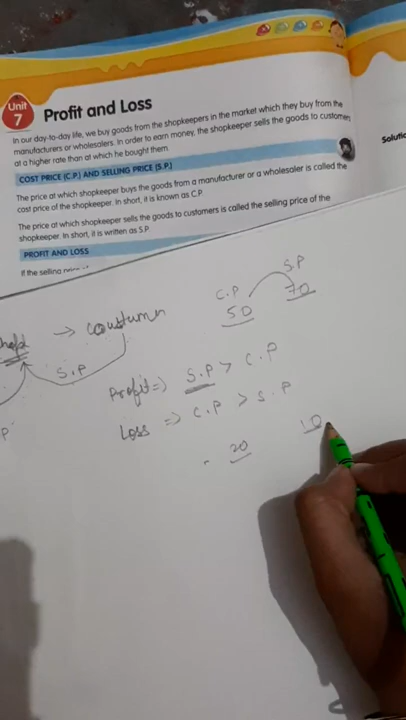 Unit
7
Profit and Loss
In our day-to-day life, we buy goods from the shopkeepers in the market which they buy from the
manufacturers or wholesalers. In order to earn money, the shopkeeper sells the goods to customers
at a higher rate than at which he bought them.
COST PRICE (C.P.) AND SELLING PRICE (S.P.)
The price at which shopkeeper buys the goods from a manufacturer or a wholesaler is called the
cost price of the shopkeeper. In short, it is known as C.P.
The price at which shopkeeper sells the goods to customers is called the selling price of the
shopkeeper. In short, it is written as S.P.
PROFIT AND LOSS
If the selling
C.P S.P
50 70
→
S.P
Profit ⇒ S.P > C.P
Loss ⇒ C.P > S.P
20 10